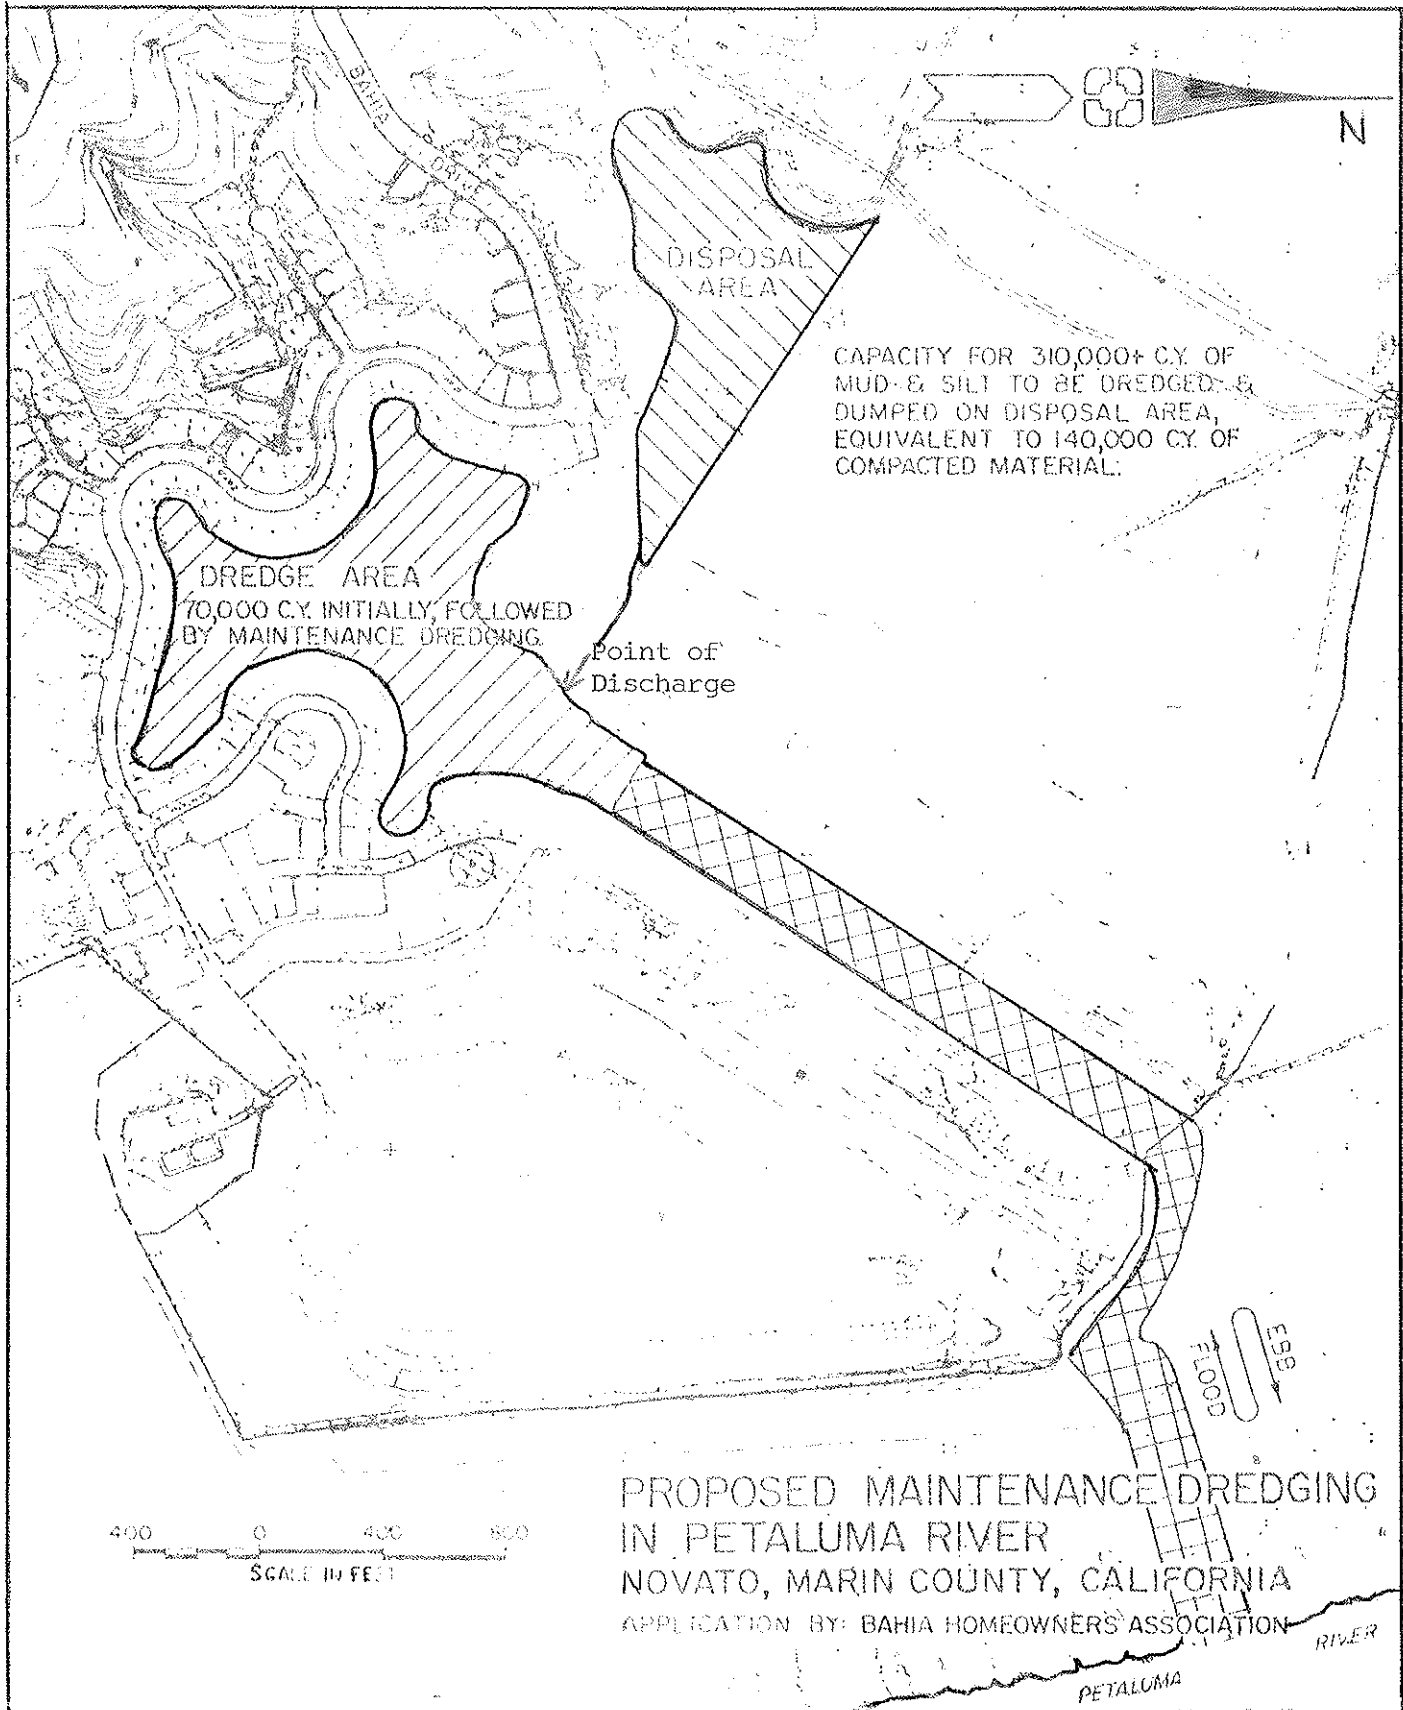 BAHIA
DRIVE
N
DISPOSAL
AREA
CAPACITY FOR 310,000+ C.Y. OF
MUD & SILT TO BE DREDGED &
DUMPED ON DISPOSAL AREA,
EQUIVALENT TO 140,000 C.Y. OF
COMPACTED MATERIAL.
DREDGE AREA
70,000 C.Y. INITIALLY, FOLLOWED
BY MAINTENANCE DREDGING.
Point of
Discharge
EBB
FLOOD
PROPOSED MAINTENANCE DREDGING
IN PETALUMA RIVER
NOVATO, MARIN COUNTY, CALIFORNIA
APPLICATION BY: BAHIA HOMEOWNERS ASSOCIATION
400 0 400 800
SCALE IN FEET
PETALUMA RIVER